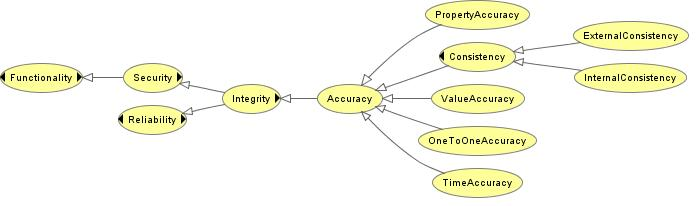 PropertyAccuracy
ExternalConsistency
Consistency
Functionality
Security
InternalConsistency
Integrity
Accuracy
ValueAccuracy
Reliability
OneToOneAccuracy
TimeAccuracy